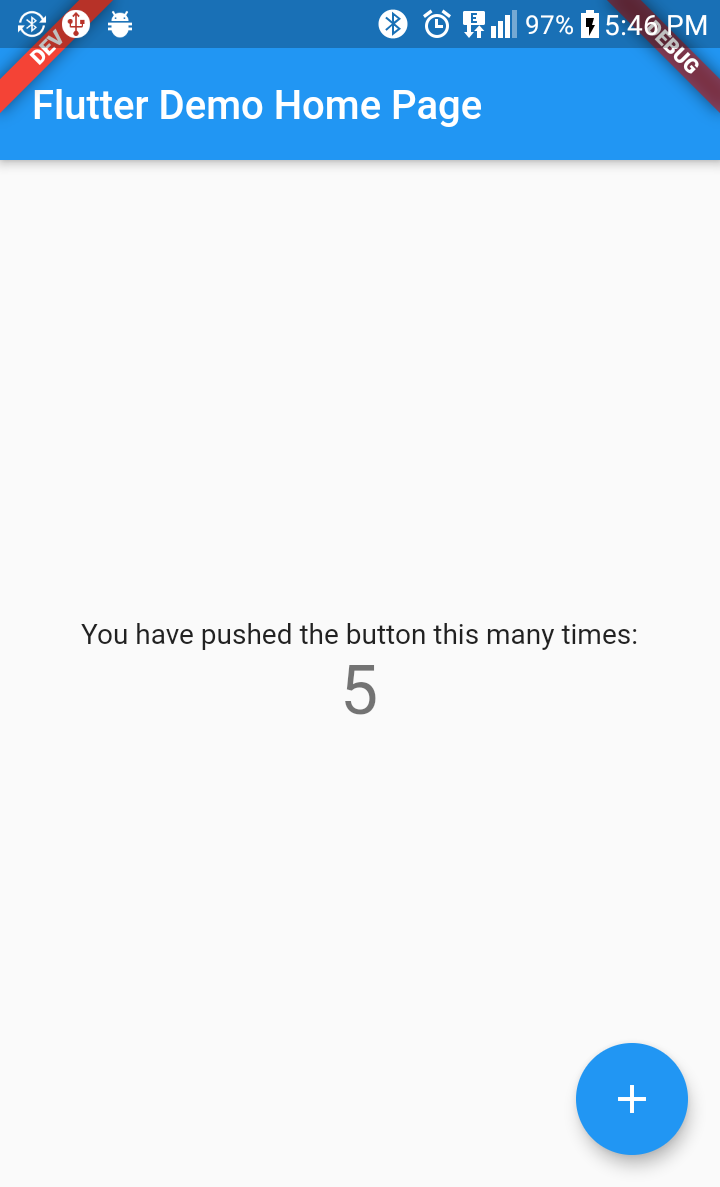 DEV
E
97%
5:46 PM
DEBUG
Flutter Demo Home Page
You have pushed the button this many times:
5
+